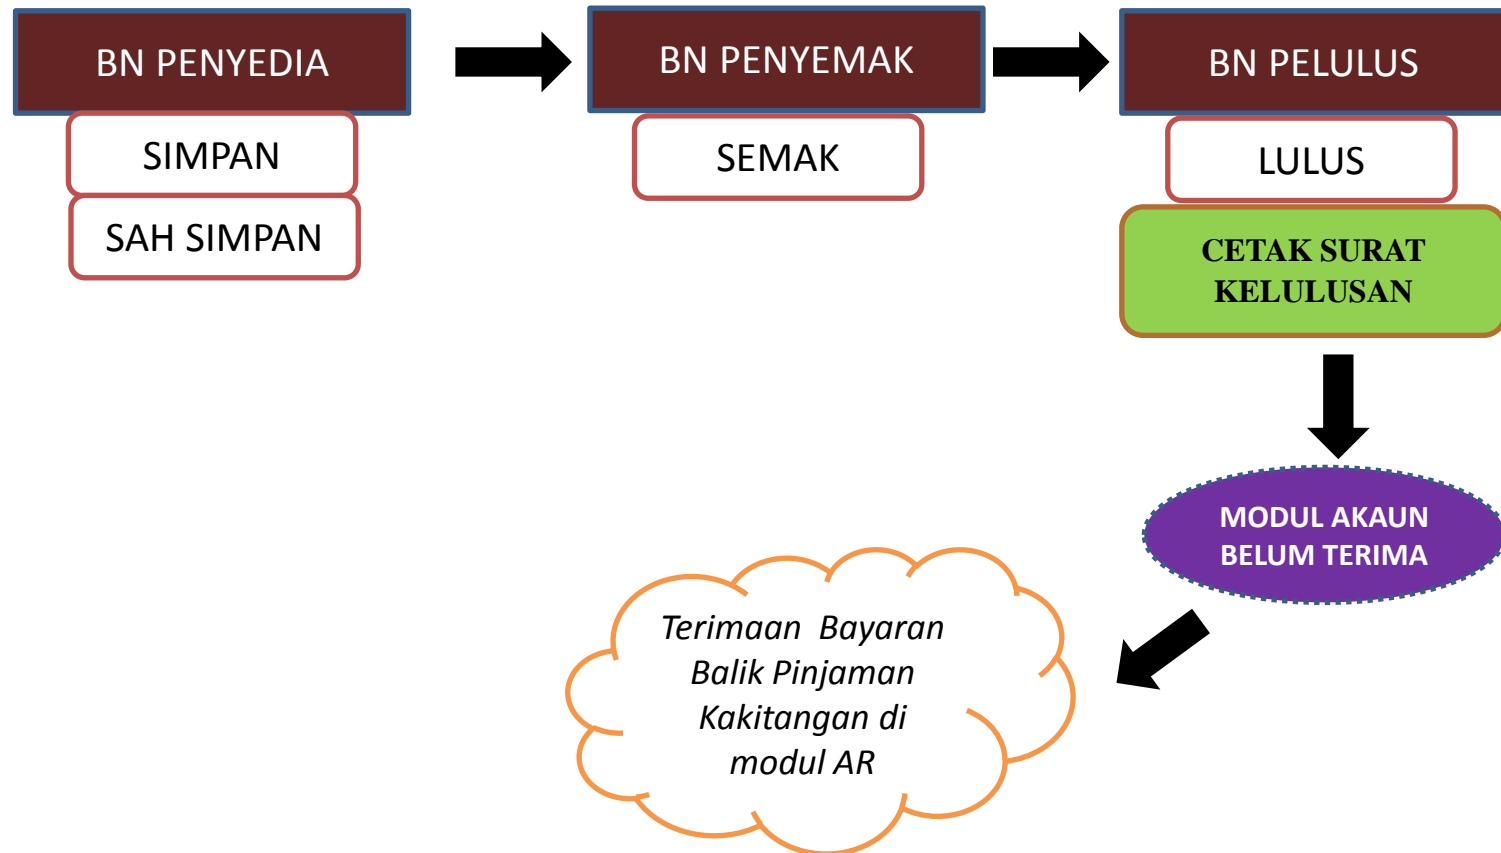 BN PENYEDIA
SIMPAN
SAH SIMPAN
BN PENYEMAK
SEMAK
BN PELULUS
LULUS
CETAK SURAT
KELULUSAN
MODUL AKAUN
BELUM TERIMA
Terimaan Bayaran
Balik Pinjaman
Kakitangan di
modul AR